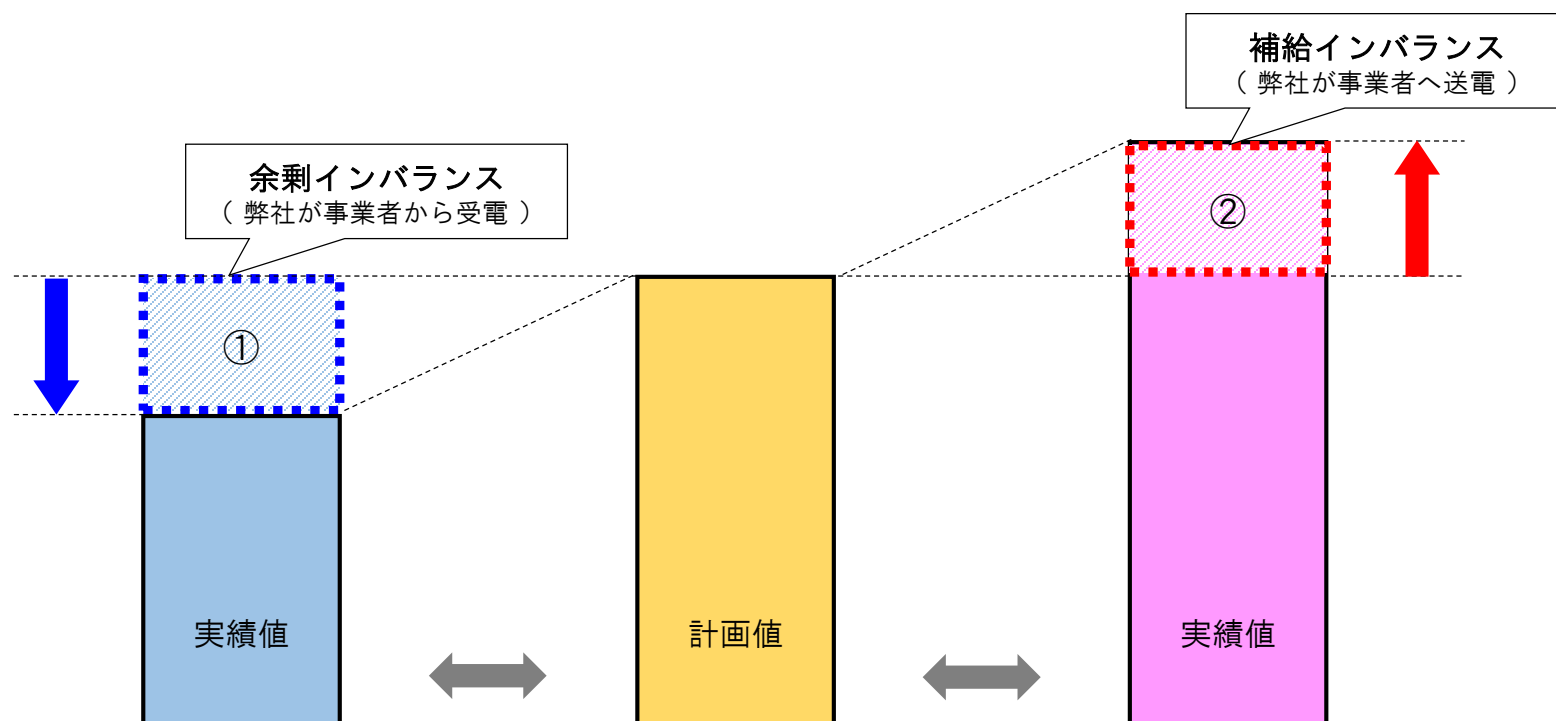 補給インバランス
（ 弊社が事業者へ送電 ）
余剰インバランス
（ 弊社が事業者から受電 ）
②
①
実績値
計画値
実績値